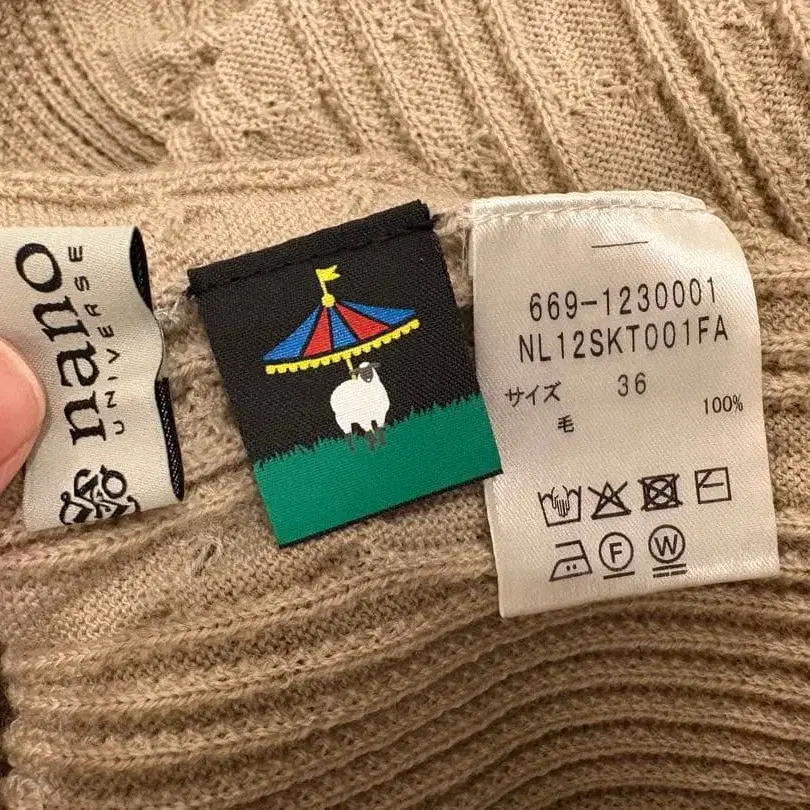 nano
UNIVERSE
669-1230001
NL12SKT001FA
サイズ 36
毛 100%
F W